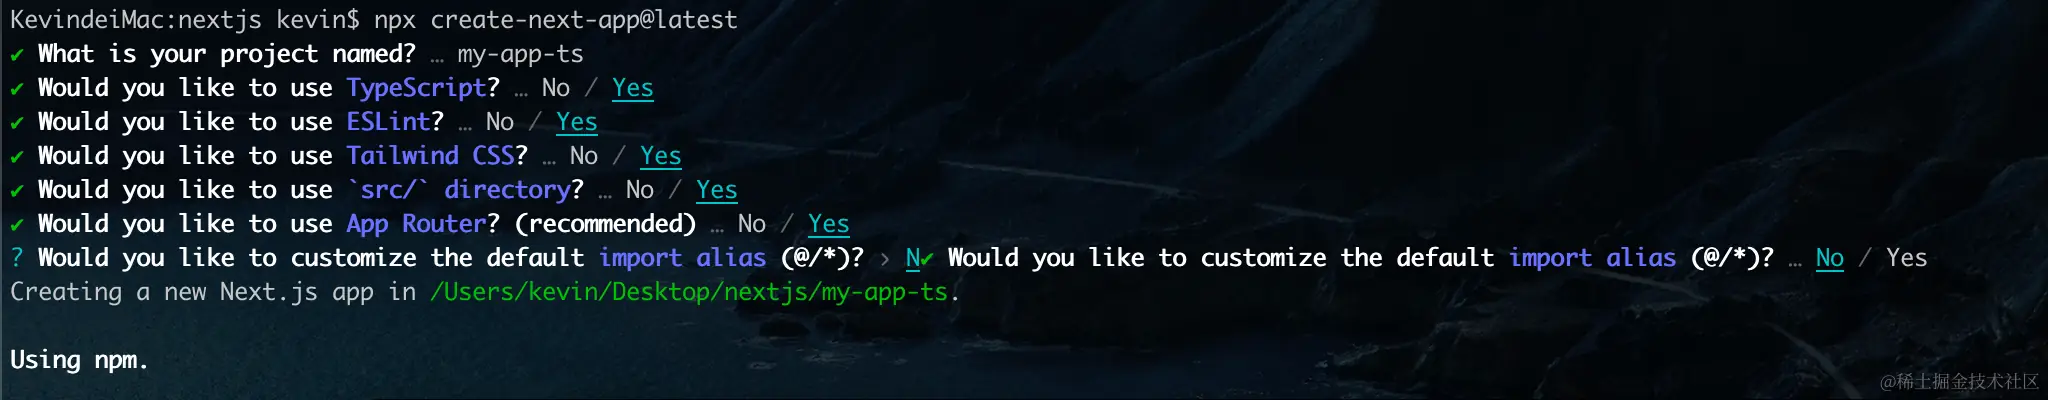 KevindeiMac:nextjs kevin$ npx create-next-app@latest
✔ What is your project named? … my-app-ts
✔ Would you like to use TypeScript? … No / Yes
✔ Would you like to use ESLint? … No / Yes
✔ Would you like to use Tailwind CSS? … No / Yes
✔ Would you like to use `src/` directory? … No / Yes
✔ Would you like to use App Router? (recommended) … No / Yes
? Would you like to customize the default import alias (@/*)? › N✔ Would you like to customize the default import alias (@/*)? … No / Yes
Creating a new Next.js app in /Users/kevin/Desktop/nextjs/my-app-ts.
Using npm.
@稀土掘金技术社区